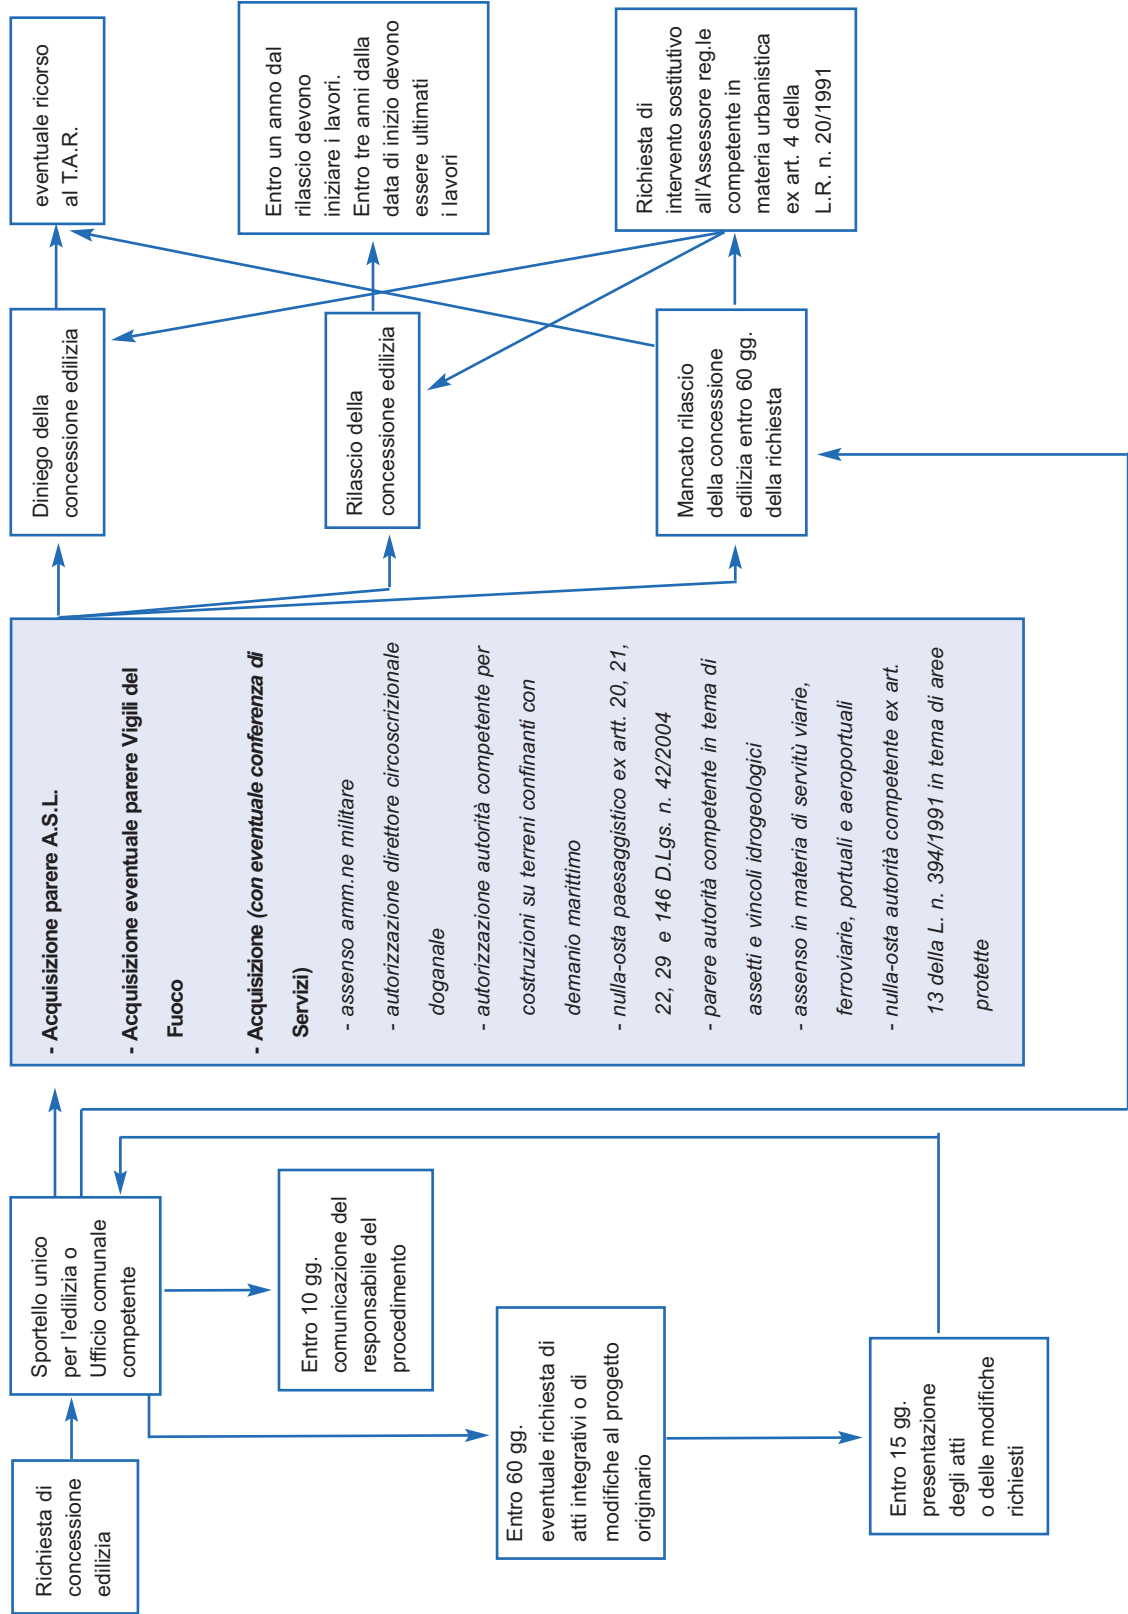 Richiesta di
concessione
edilizia
Sportello unico
per l'edilizia o
Ufficio comunale
competente
Entro 10 gg.
comunicazione del
responsabile del
procedimento
Entro 60 gg.
eventuale richiesta di
atti integrativi o di
modifiche al progetto
originario
Entro 15 gg.
presentazione
degli atti
o delle modifiche
richiesti
- Acquisizione parere A.S.L.
- Acquisizione eventuale parere Vigili del
Fuoco
- Acquisizione (con eventuale conferenza di
Servizi)
- assenso amm.ne militare
- autorizzazione direttore circoscrizionale
doganale
- autorizzazione autorità competente per
costruzioni su terreni confinanti con
demanio marittimo
- nulla-osta paesaggistico ex artt. 20, 21,
22, 29 e 146 D.Lgs. n. 42/2004
- parere autorità competente in tema di
assetti e vincoli idrogeologici
- assenso in materia di servitù viarie,
ferroviarie, portuali e aeroportuali
- nulla-osta autorità competente ex art.
13 della L. n. 394/1991 in tema di aree
protette
Diniego della
concessione edilizia
Rilascio della
concessione edilizia
Mancato rilascio
della concessione
edilizia entro 60 gg.
della richiesta
eventuale ricorso
al T.A.R.
Entro un anno dal
rilascio devono
iniziare i lavori.
Entro tre anni dalla
data di inizio devono
essere ultimati
i lavori
Richiesta di
intervento sostitutivo
all'Assessore reg.le
competente in
materia urbanistica
ex art. 4 della
L.R. n. 20/1991